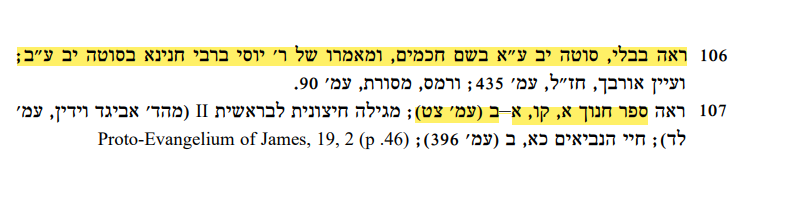 106 ראה בבלי, סוטה יב ע״א בשם חכמים, ומאמרו של ר׳ יוסי ברבי חנינא בסוטה יב ע״ב;
ועיין אורבך, חז״ל, עמ׳ 435; ורמס, מסורת, עמ׳ 90.
107 ראה ספר חנוך א, קו, א–ב (עמ׳ צט); מגילה חיצונית לבראשית II (מהד׳ אביגד וידין, עמ׳
לד); חיי הנביאים כא, ב (עמ׳ 396); Proto-Evangelium of James, 19, 2 (p .46)